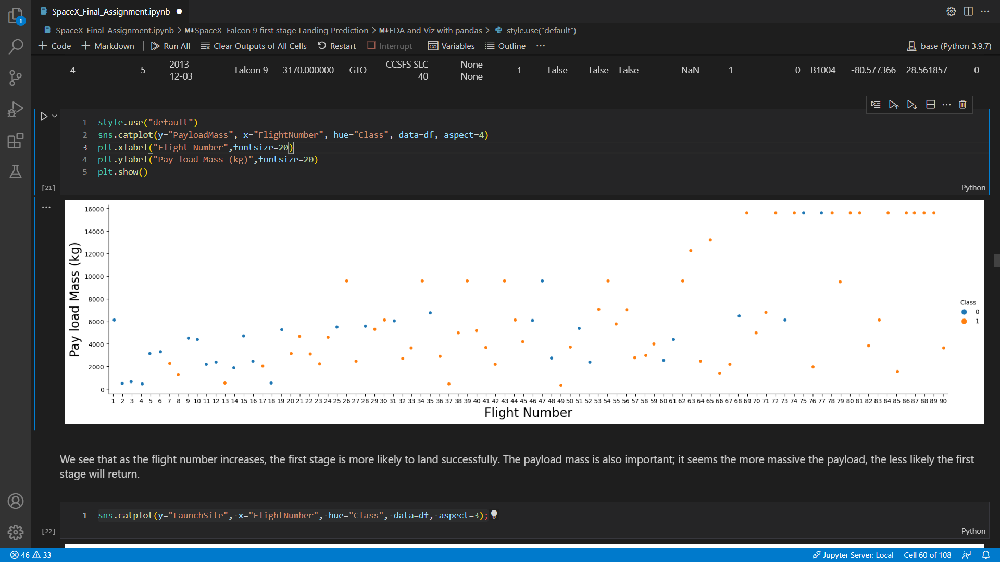 SpaceX_Final_Assignment.ipynb
1
SpaceX_Final_Assignment.ipynb > M↓SpaceX Falcon 9 first stage Landing Prediction > M↓EDA and Viz with pandas > style.use("default")
+ Code + Markdown Run All Clear Outputs of All Cells Restart Interrupt Variables Outline ··· base (Python 3.9.7)
4 5 2013-12-03 Falcon 9 3170.000000 GTO CCSFS SLC 40 None None 1 False False False NaN 1 0 B1004 -80.577366 28.561857 0
1 style.use("default")
2 sns.catplot(y="PayloadMass", x="FlightNumber", hue="Class", data=df, aspect=4)
3 plt.xlabel("Flight Number",fontsize=20)
4 plt.ylabel("Pay load Mass (kg)",fontsize=20)
5 plt.show()
[21]
Python
16000
14000
12000
10000
8000
6000
4000
2000
0
Pay load Mass (kg)
Class
0
1
1 2 3 4 5 6 7 8 9 10 11 12 13 14 15 16 17 18 19 20 21 22 23 24 25 26 27 28 29 30 31 32 33 34 35 36 37 38 39 40 41 42 43 44 45 46 47 48 49 50 51 52 53 54 55 56 57 58 59 60 61 62 63 64 65 66 67 68 69 70 71 72 73 74 75 76 77 78 79 80 81 82 83 84 85 86 87 88 89 90
Flight Number
We see that as the flight number increases, the first stage is more likely to land successfully. The payload mass is also important; it seems the more massive the payload, the less likely the first
stage will return.
1 sns.catplot(y="LaunchSite", x="FlightNumber", hue="Class", data=df, aspect=3);
[22]
Python
46 33 Jupyter Server: Local Cell 60 of 108